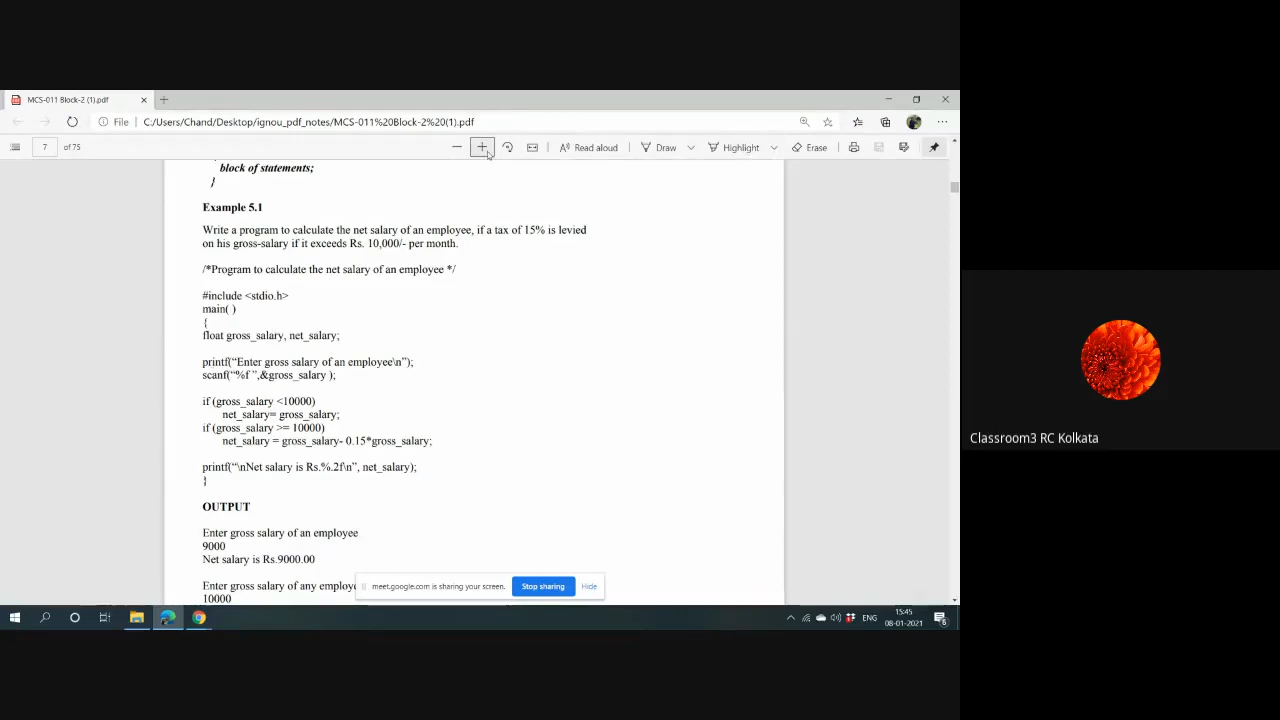 MCS-011 Block-2 (1).pdf
File C:/Users/Chand/Desktop/ignou_pdf_notes/MCS-011%20Block-2%20(1).pdf
7 of 75 Read aloud Draw Highlight Erase
block of statements;
}
Example 5.1
Write a program to calculate the net salary of an employee, if a tax of 15% is levied
on his gross-salary if it exceeds Rs. 10,000/- per month.
/*Program to calculate the net salary of an employee */
#include <stdio.h>
main( )
{
float gross_salary, net_salary;
printf(“Enter gross salary of an employee\n”);
scanf(“%f ”,&gross_salary );
if (gross_salary <10000)
net_salary= gross_salary;
if (gross_salary >= 10000)
net_salary = gross_salary- 0.15*gross_salary;
printf(“\nNet salary is Rs.%.2f\n”, net_salary);
}
OUTPUT
Enter gross salary of an employee
9000
Net salary is Rs.9000.00
Enter gross salary of any employe
10000
meet.google.com is sharing your screen. Stop sharing Hide
ENG
15:45
08-01-2021
Classroom3 RC Kolkata